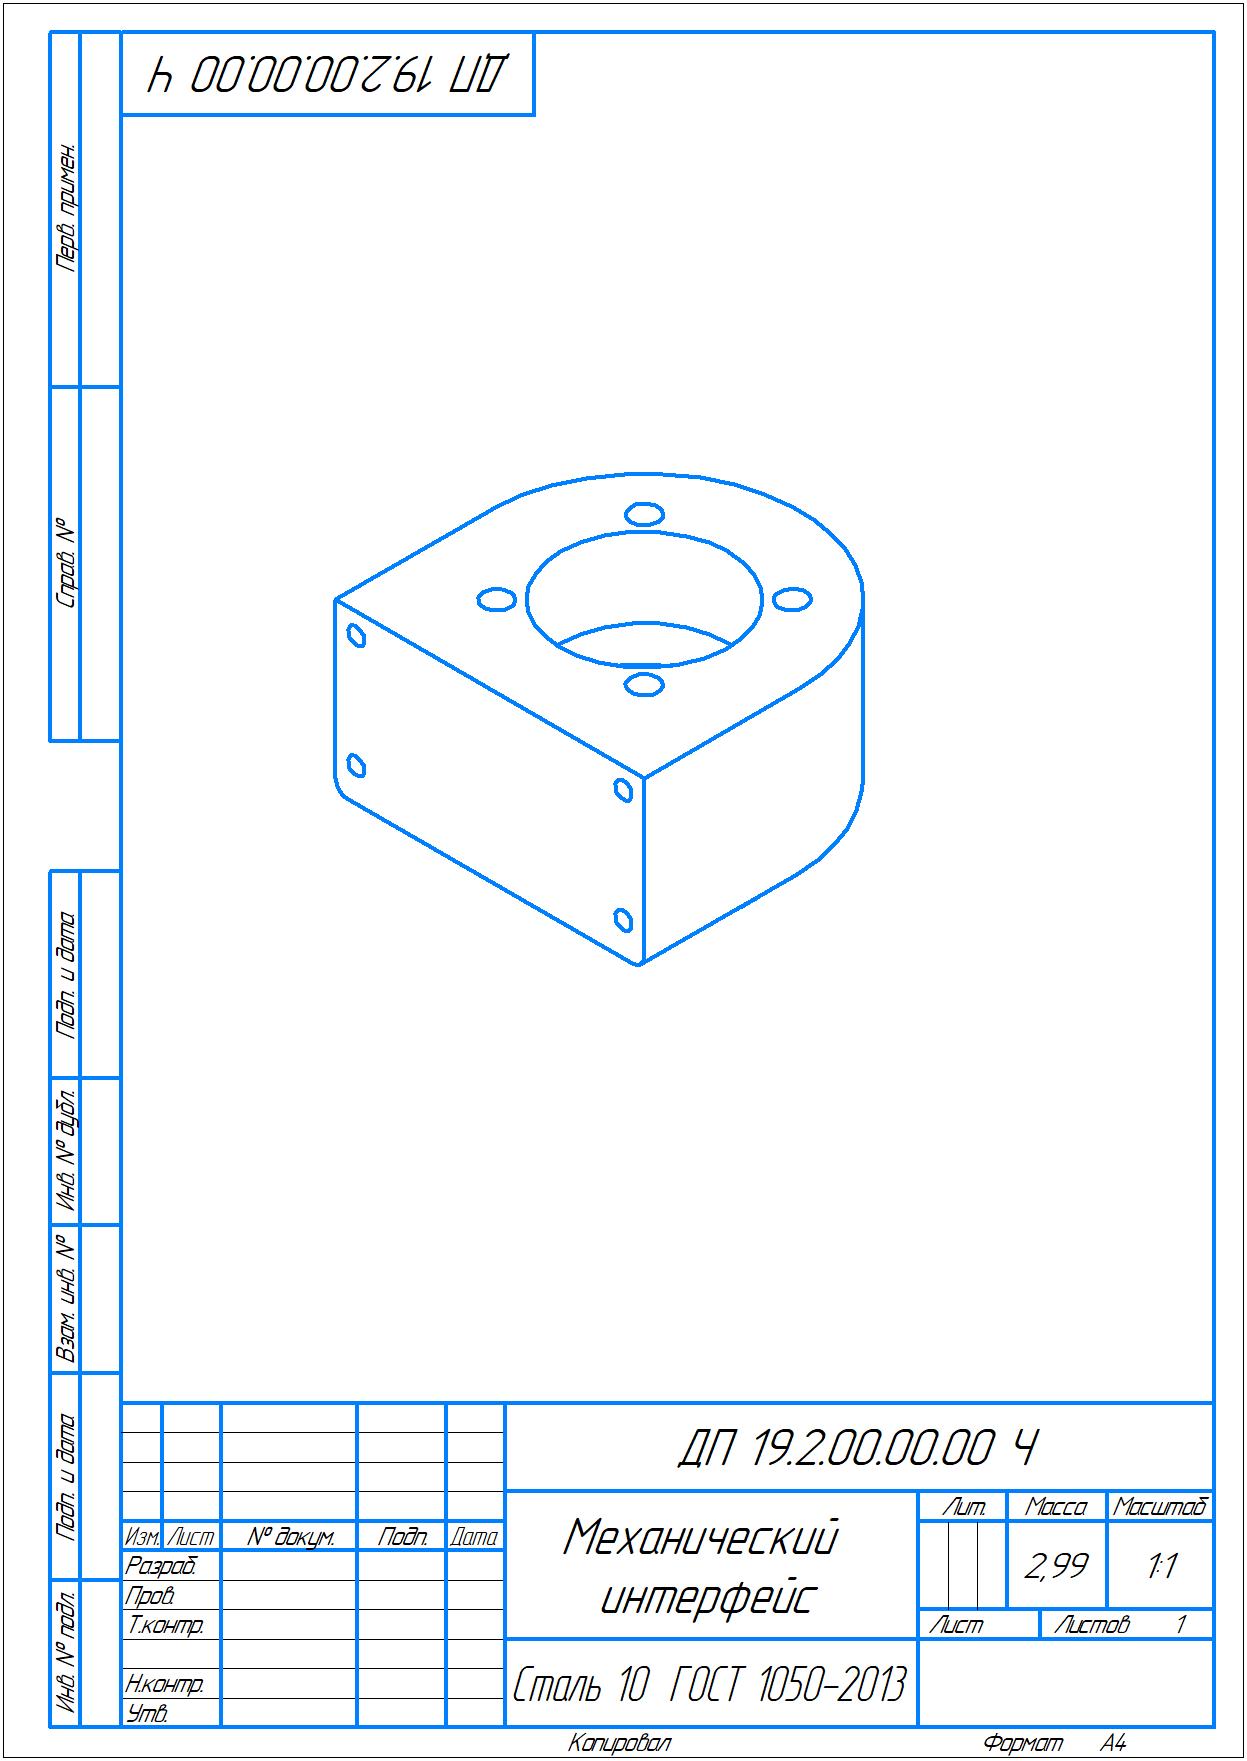 ДП 19.2.00.00.00 Ч
Перв. примен.
Справ. №
Подп. и дата
Инв. № дубл.
Взам. инв. №
Подп. и дата
Инв. № подл.
ДП 19.2.00.00.00 Ч
Изм. Лист № докум. Подп. Дата
Разраб.
Пров.
Т.контр.
Н.контр.
Утв.
Механический
интерфейс
Лит. Масса Масштаб
2,99 1:1
Лист Листов 1
Сталь 10 ГОСТ 1050-2013
Копировал Формат А4